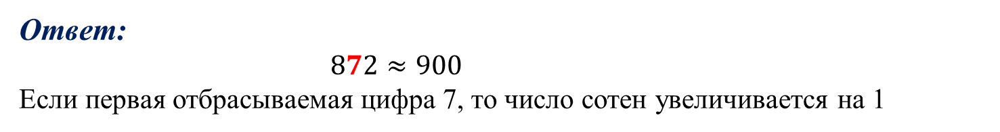 Ответ:
872 ≈ 900
Если первая отбрасываемая цифра 7, то число сотен увеличивается на 1